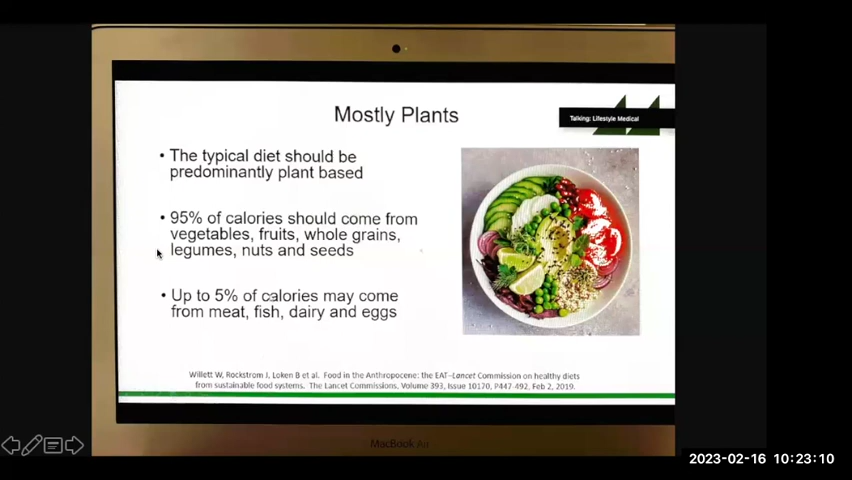 Mostly Plants
Talking: Lifestyle Medical
• The typical diet should be
predominantly plant based
• 95% of calories should come from
vegetables, fruits, whole grains,
legumes, nuts and seeds
• Up to 5% of calories may come
from meat, fish, dairy and eggs
Willett W, Rockstrom J, Loken B et al. Food in the Anthropocene: the EAT–Lancet Commission on healthy diets
from sustainable food systems. The Lancet Commissions, Volume 393, Issue 10170, P447-492, Feb 2, 2019.
MacBook Air
2023-02-16 10:23:10